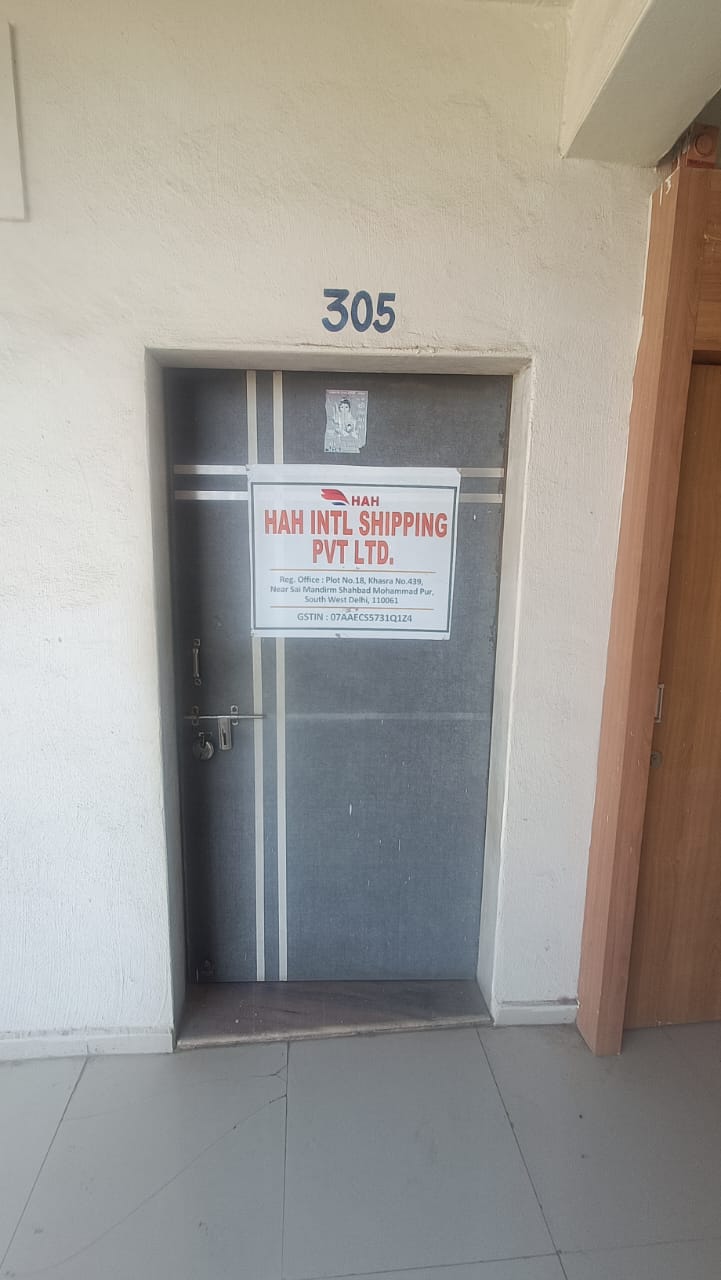 305
HAH
HAH INTL SHIPPING
PVT LTD.
Reg. Office : Plot No.18, Khasra No.439,
Near Sai Mandirm Shahbad Mohammad Pur,
South West Delhi, 110061
GSTIN : 07AAECS5731Q1Z4